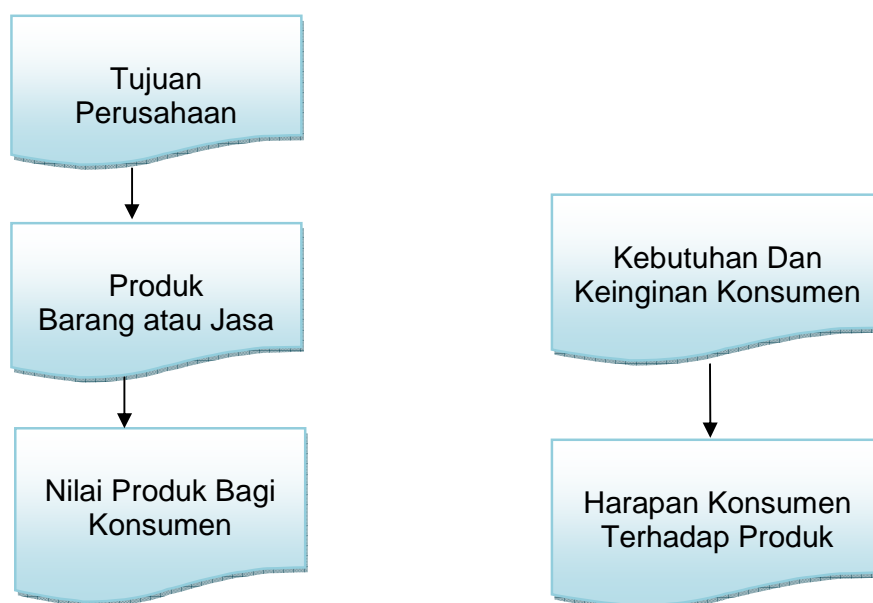 Tujuan
Perusahaan
Produk
Barang atau Jasa
Nilai Produk Bagi
Konsumen
Kebutuhan Dan
Keinginan Konsumen
Harapan Konsumen
Terhadap Produk